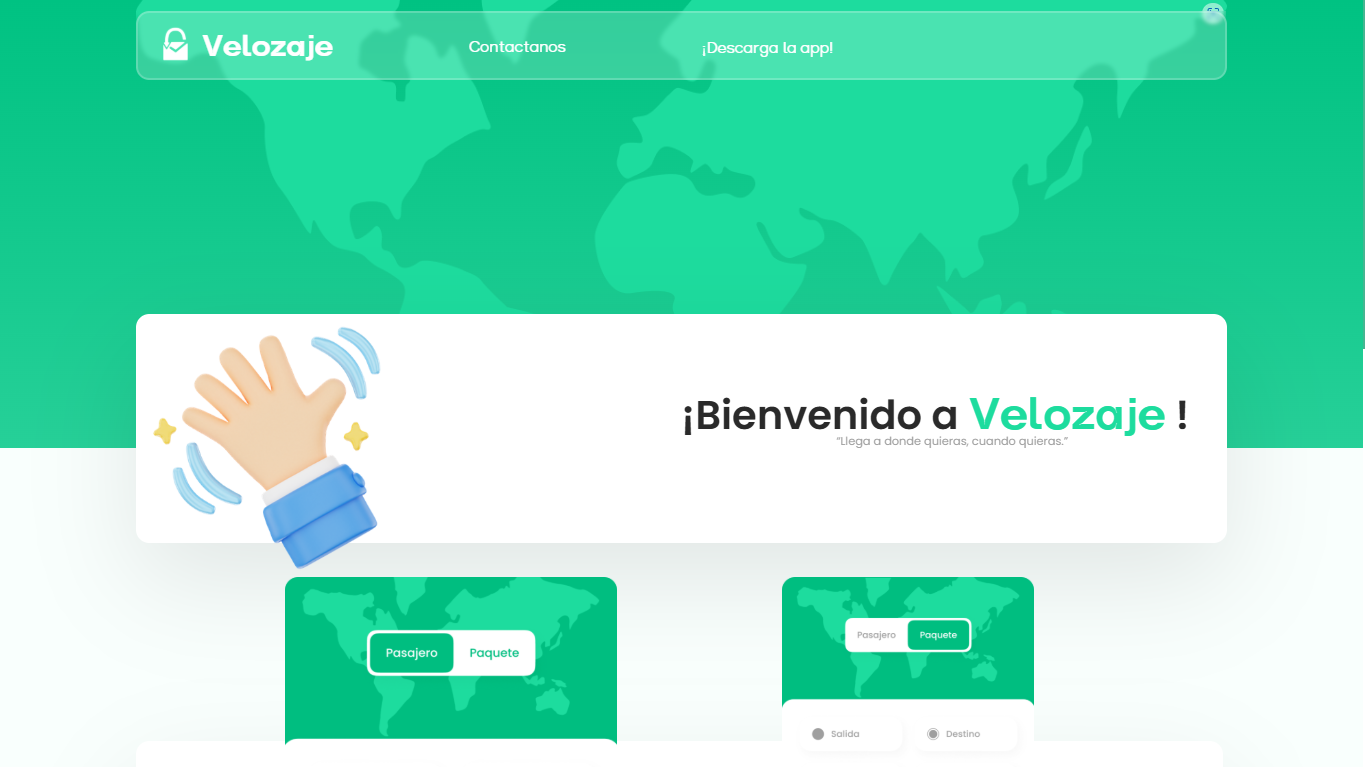 Velozaje
Contactanos
¡Descarga la app!
¡Bienvenido a Velozaje !
“Llega a donde quieras, cuando quieras.”
Pasajero
Paquete
Pasajero
Paquete
Salida
Destino